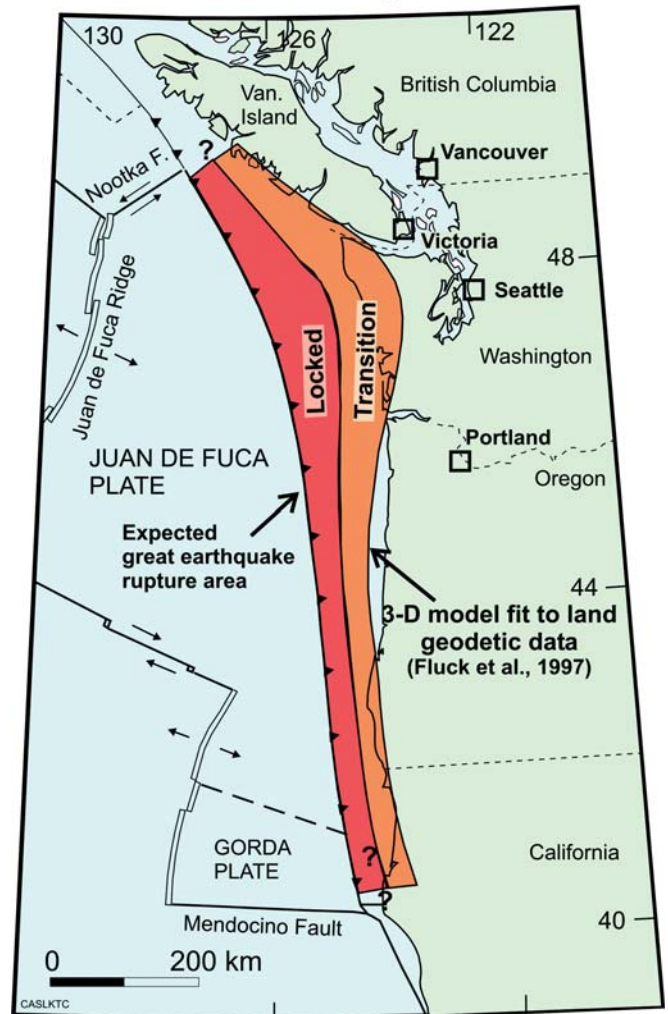 130
126
122
British Columbia
Van.
Island
Vancouver
?
Nootka F.
Victoria
48
Seattle
Juan de Fuca Ridge
Locked
Transition
Washington
Portland
Oregon
JUAN DE FUCA
PLATE
Expected
great earthquake
rupture area
44
3-D model fit to land
geodetic data
(Fluck et al., 1997)
?
GORDA
PLATE
California
?
Mendocino Fault
40
0
200 km
CASLKTC